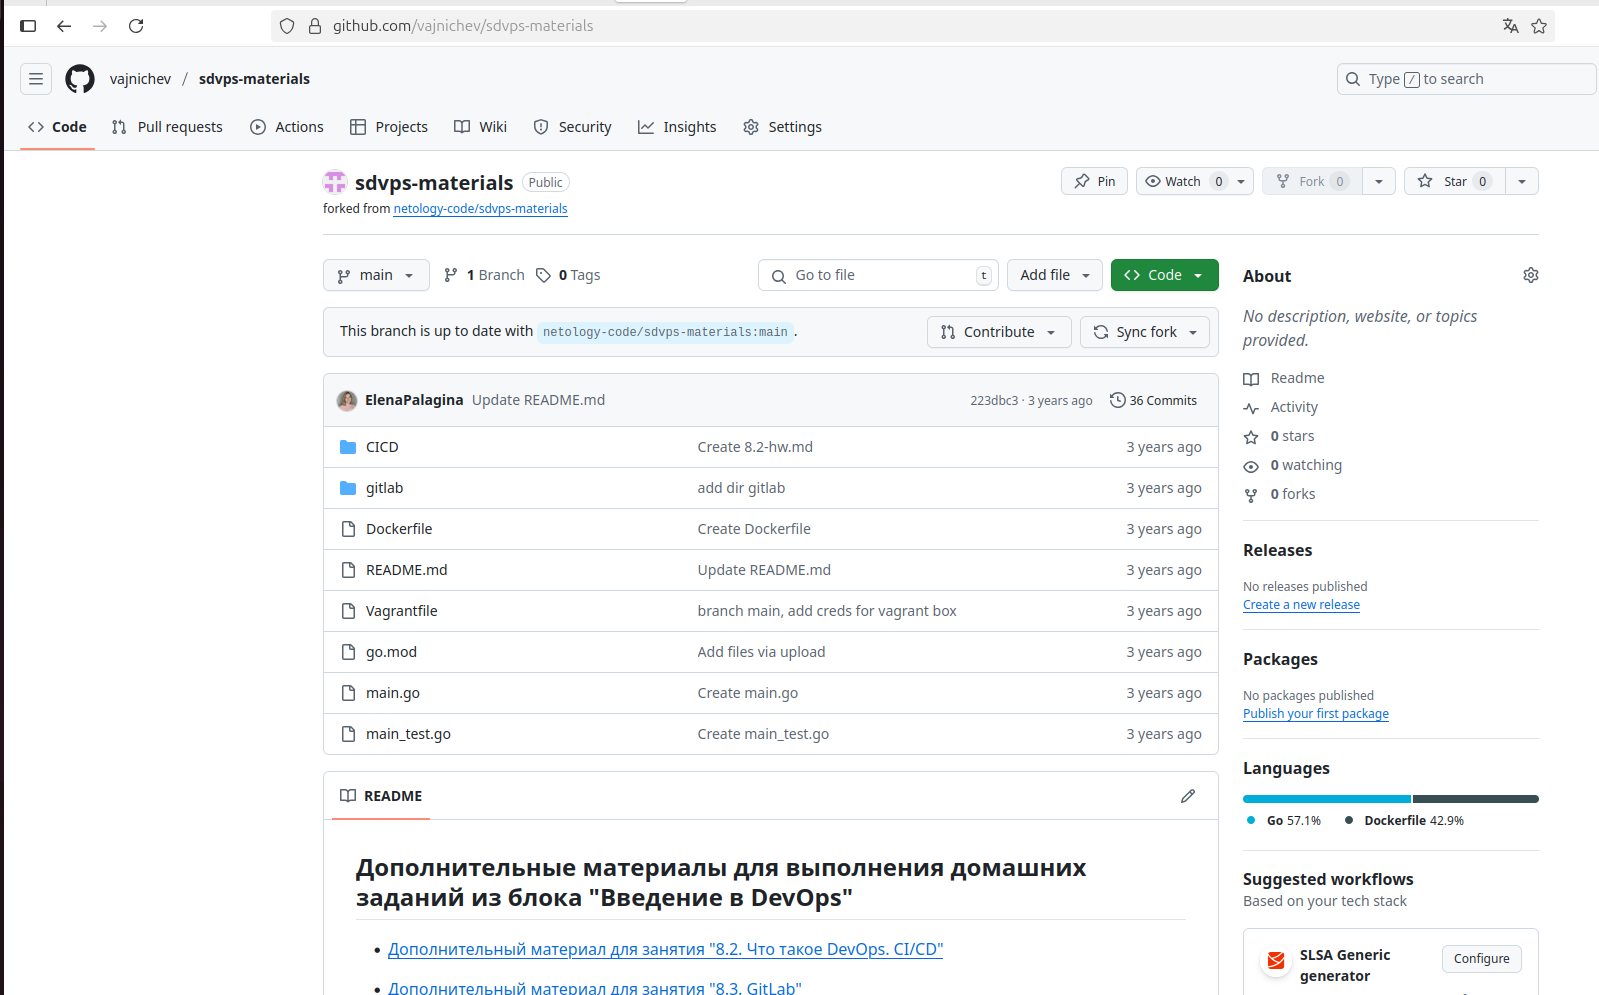 github.com/vajnichev/sdvps-materials
vajnichev / sdvps-materials
Type / to search
Code Pull requests Actions Projects Wiki Security Insights Settings
sdvps-materials Public
Pin Watch 0 Fork 0 Star 0
forked from netology-code/sdvps-materials
main 1 Branch 0 Tags Go to file t Add file Code
This branch is up to date with netology-code/sdvps-materials:main .
Contribute Sync fork
ElenaPalagina Update README.md 223dbc3 · 3 years ago 36 Commits
CICD Create 8.2-hw.md 3 years ago
gitlab add dir gitlab 3 years ago
Dockerfile Create Dockerfile 3 years ago
README.md Update README.md 3 years ago
Vagrantfile branch main, add creds for vagrant box 3 years ago
go.mod Add files via upload 3 years ago
main.go Create main.go 3 years ago
main_test.go Create main_test.go 3 years ago
README
Дополнительные материалы для выполнения домашних
заданий из блока "Введение в DevOps"
• Дополнительный материал для занятия "8.2. Что такое DevOps. CI/CD"
• Дополнительный материал для занятия "8.3. GitLab"
About
No description, website, or topics
provided.
Readme
Activity
0 stars
0 watching
0 forks
Releases
No releases published
Create a new release
Packages
No packages published
Publish your first package
Languages
Go 57.1% Dockerfile 42.9%
Suggested workflows
Based on your tech stack
SLSA Generic
generator
Configure